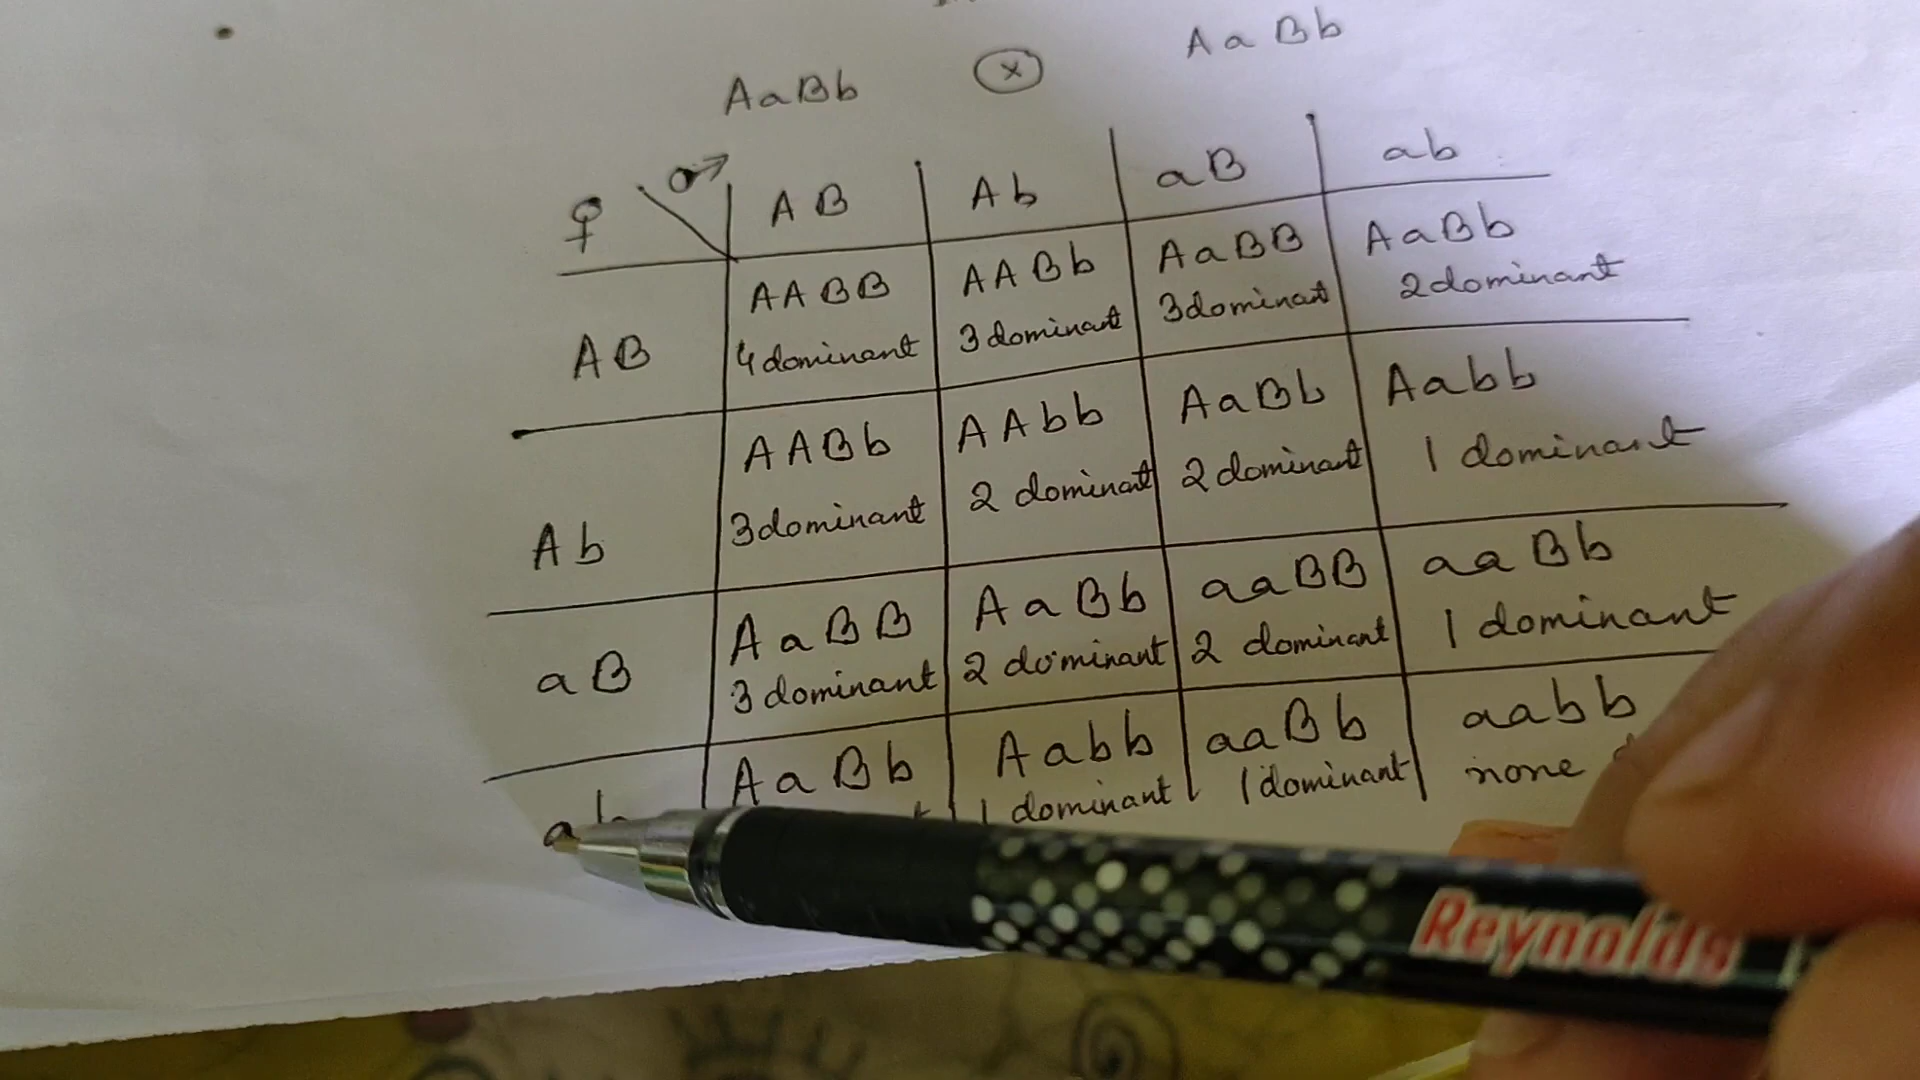 AaBb x AaBb
♀ ♂ AB Ab aB ab
AB AABB AABb AaBB AaBb
4 dominant 3 dominant 3 dominant 2 dominant
Ab AABb AAbb AaBb Aabb
3 dominant 2 dominant 2 dominant 1 dominant
aB AaBB AaBb aaBB aaBb
3 dominant 2 dominant 2 dominant 1 dominant
AaBb Aabb aaBb aabb
1 dominant 1 dominant none
Reynolds